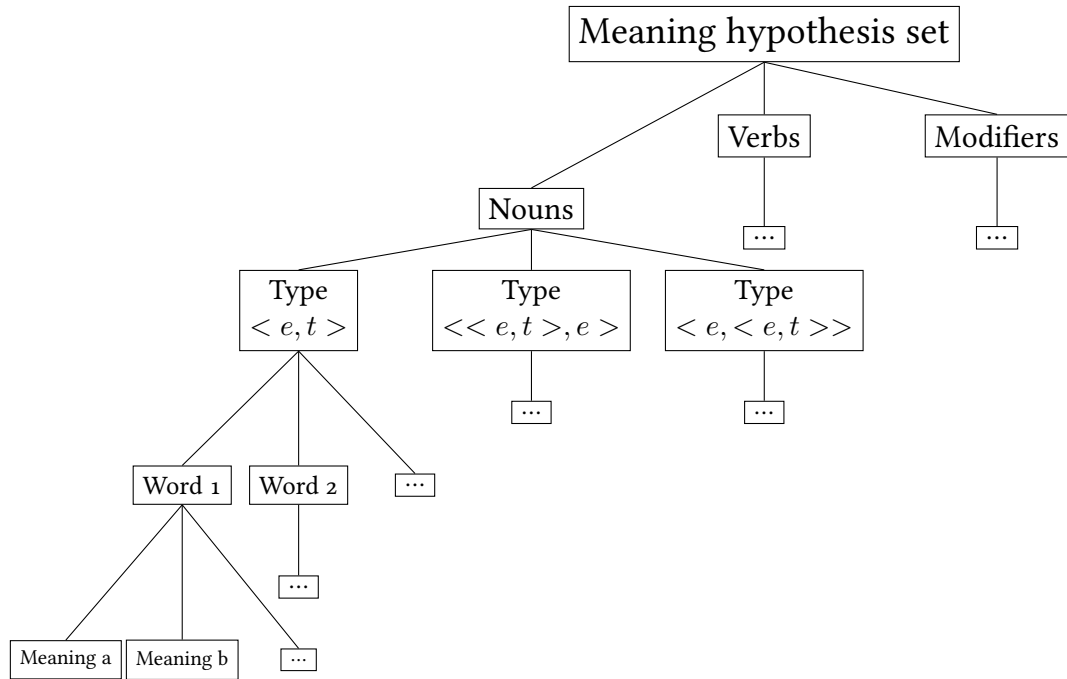 Meaning hypothesis set
Verbs
Modifiers
Nouns
...
...
Type
< e, t >
Type
<< e, t >, e >
Type
< e, < e, t >>
...
...
Word 1
Word 2
...
...
Meaning a
Meaning b
...